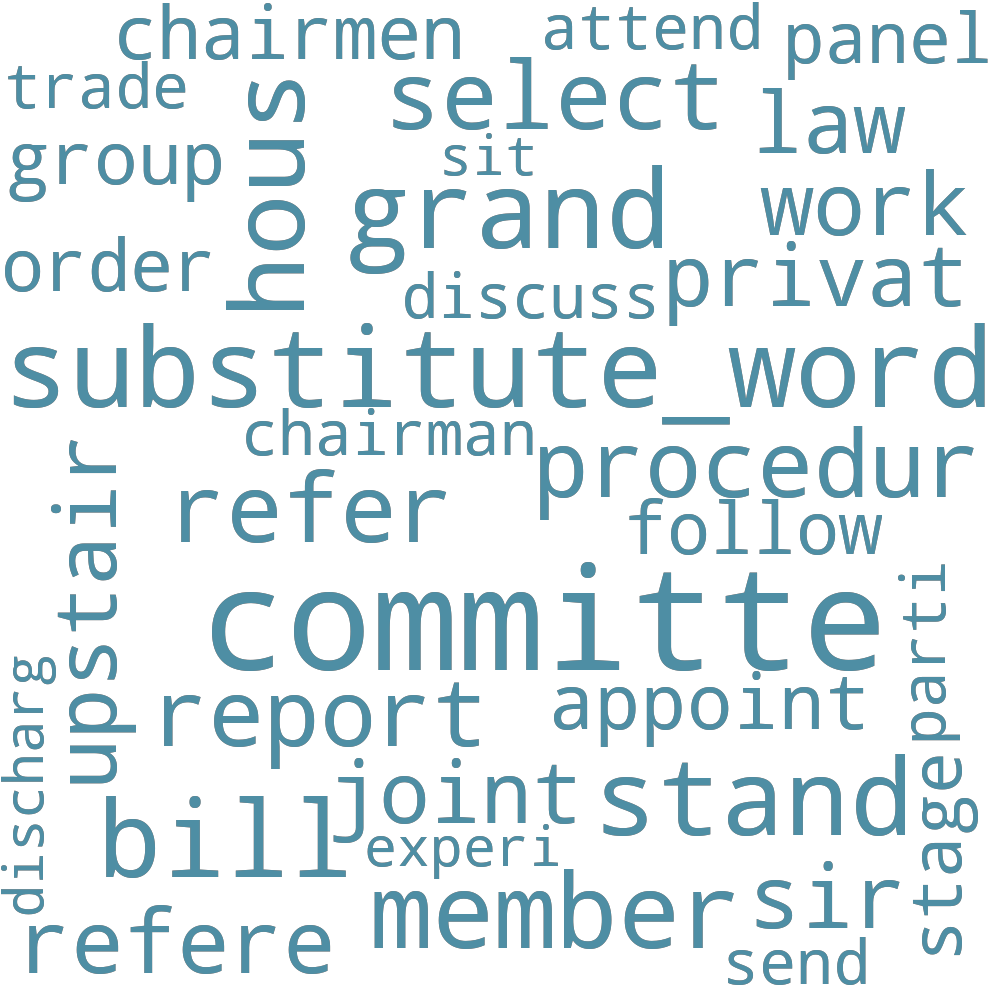 chairmen
attend
panel
trade
select
hous
law
group
sit
grand
work
order
discuss
privat
substitute_word
chairman
procedur
upstair
refer
follow
committe
parti
discharg
report
appoint
joint
stand
stage
bill
experi
member
sir
refere
send